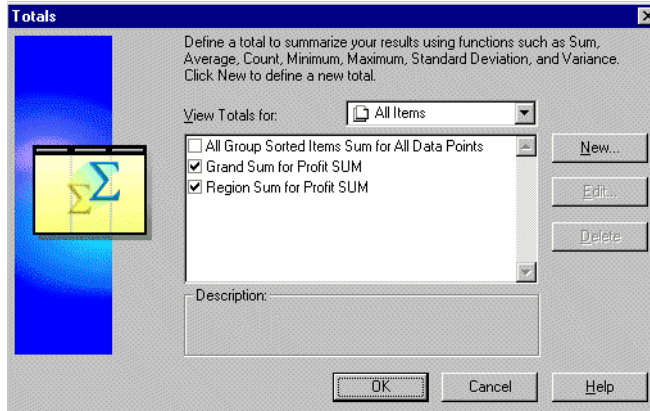 Totals
Define a total to summarize your results using functions such as Sum,
Average, Count, Minimum, Maximum, Standard Deviation, and Variance.
Click New to define a new total.
View Totals for:
All Items
All Group Sorted Items Sum for All Data Points
Grand Sum for Profit SUM
Region Sum for Profit SUM
New...
Edit...
Delete
Description:
OK
Cancel
Help